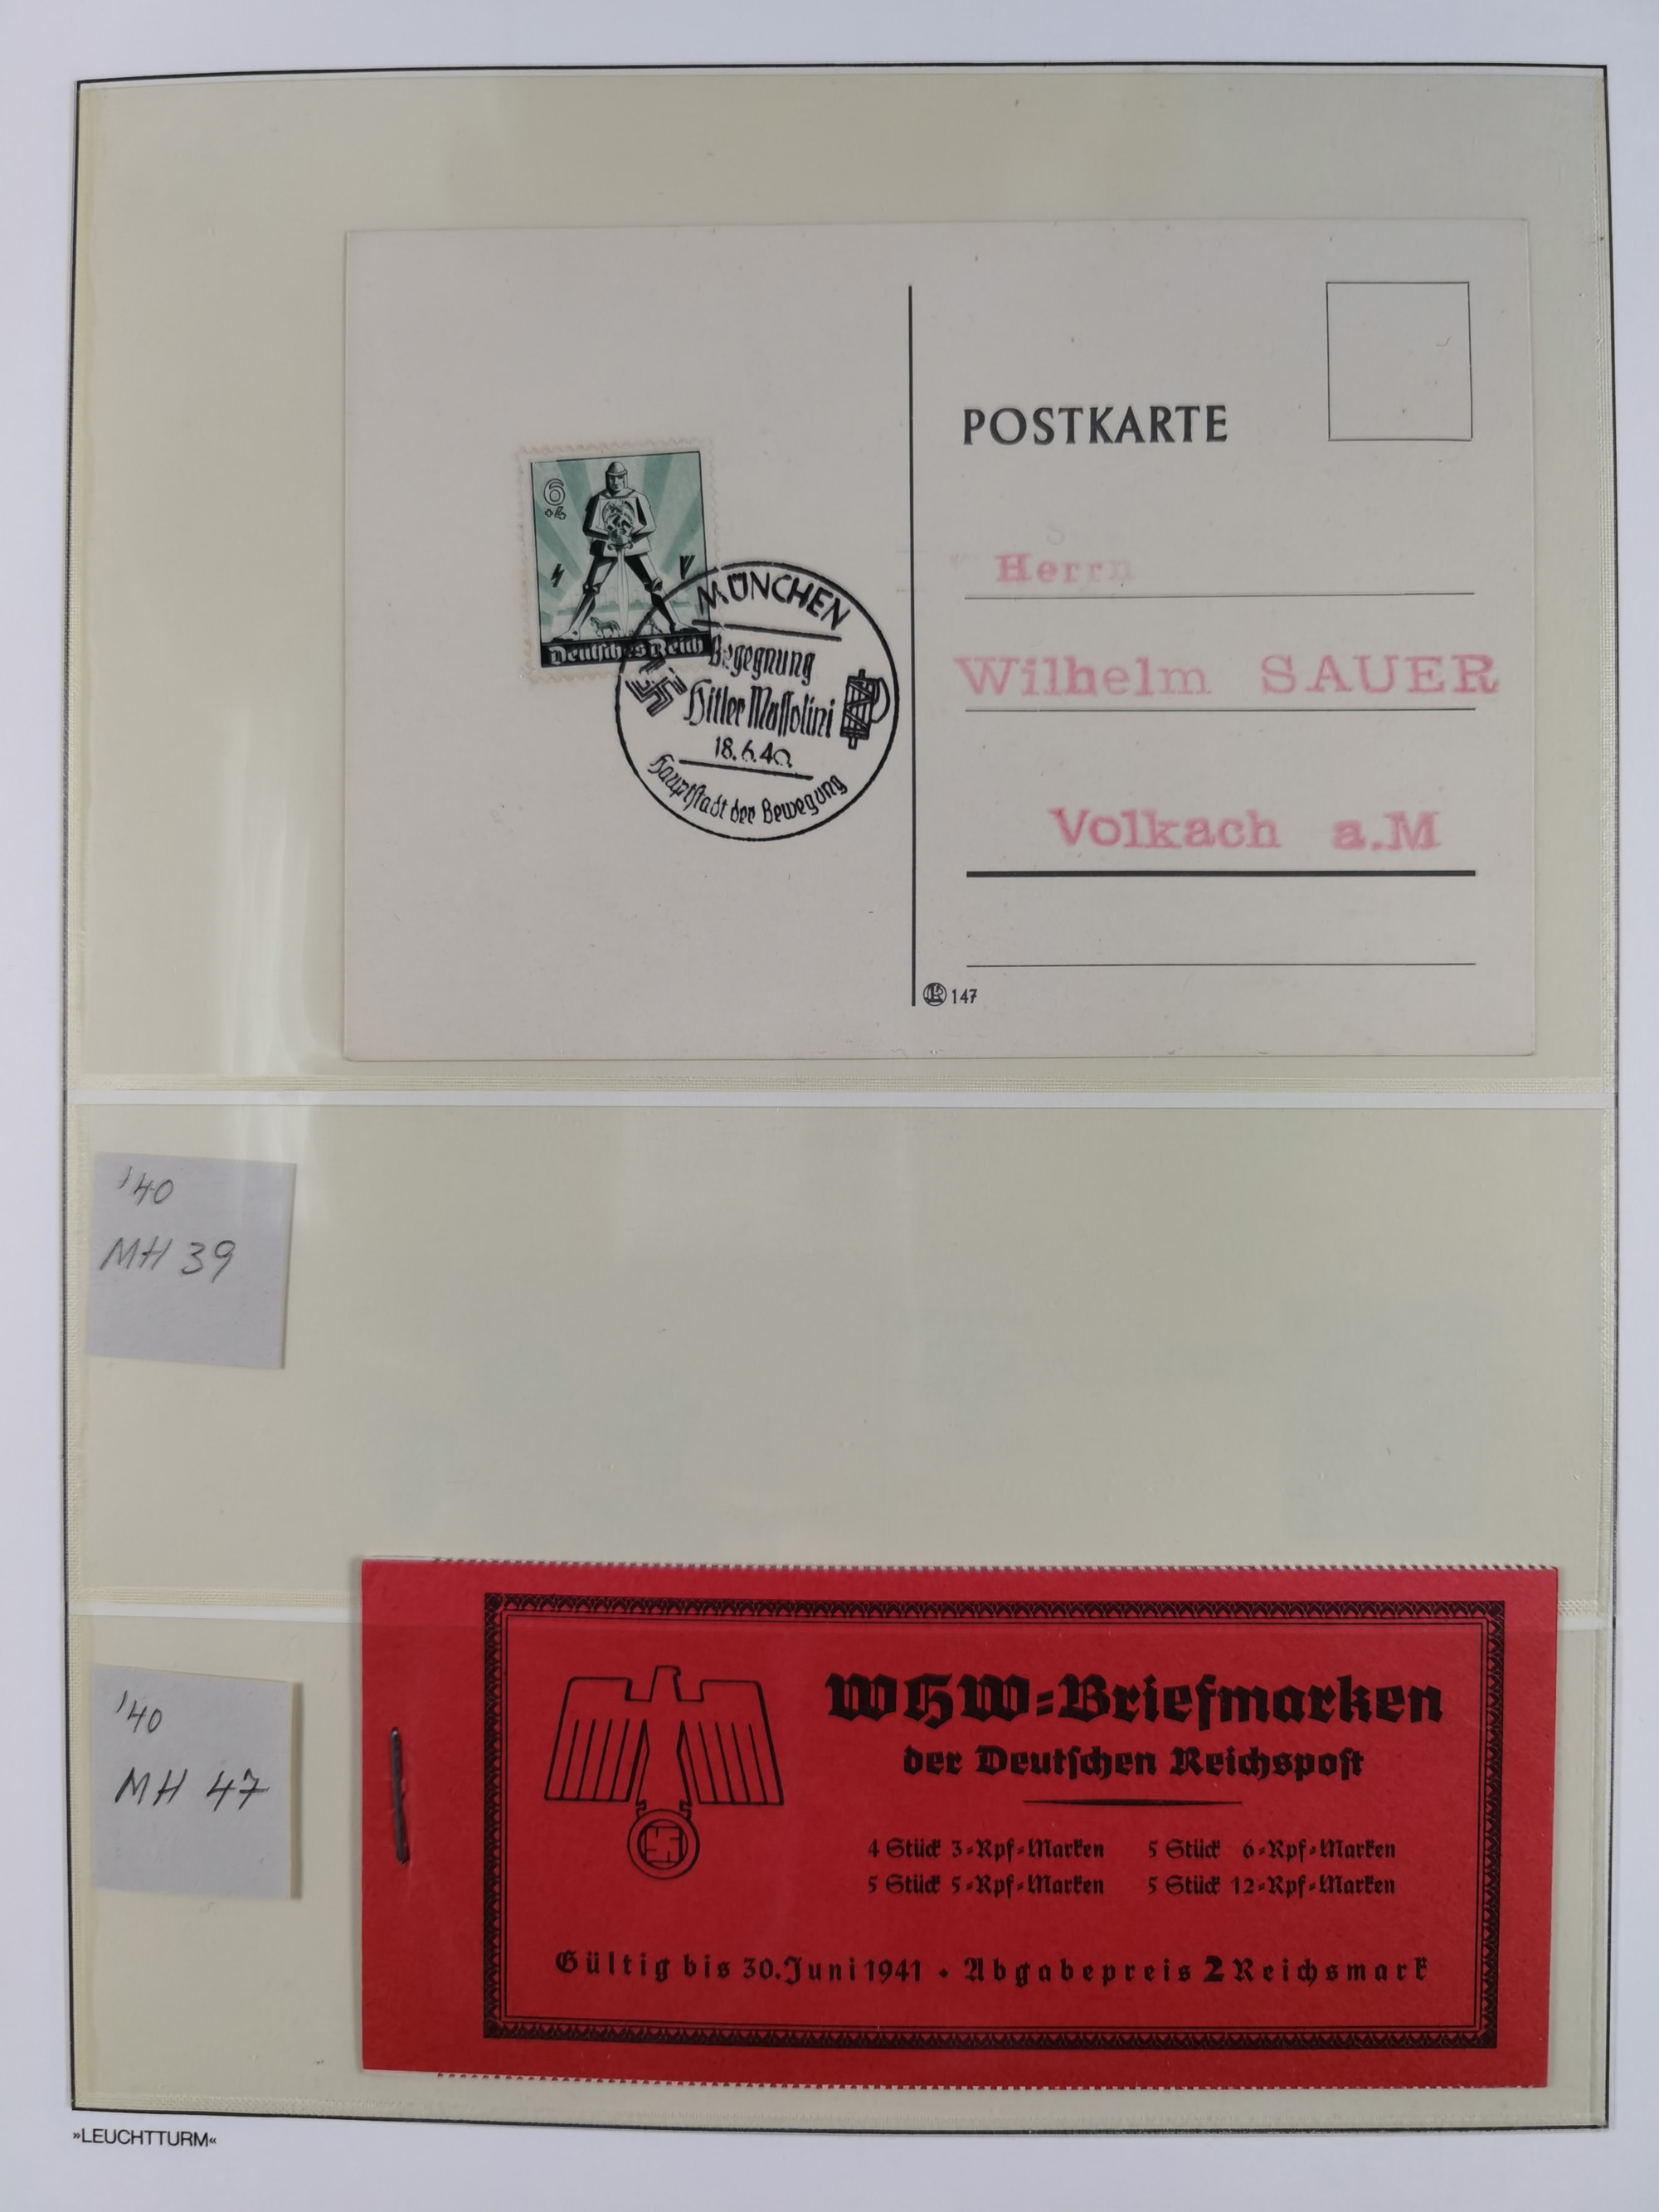 POSTKARTE
6
+4
Deutsches Reich
MÜNCHEN
Begegnung
Hitler Mussolini
18.6.40.
Hauptstadt der Bewegung
Herrn
Wilhelm SAUER
Volkach a.M
147
'40
MH 39
'40
MH 47
WHW=Briefmarken
der Deutschen Reichspost
4 Stück 3=Rpf=Marken 5 Stück 6=Rpf=Marken
5 Stück 5=Rpf=Marken 5 Stück 12=Rpf=Marken
Gültig bis 30. Juni 1941 • Abgabepreis 2 Reichsmark
»LEUCHTTURM«